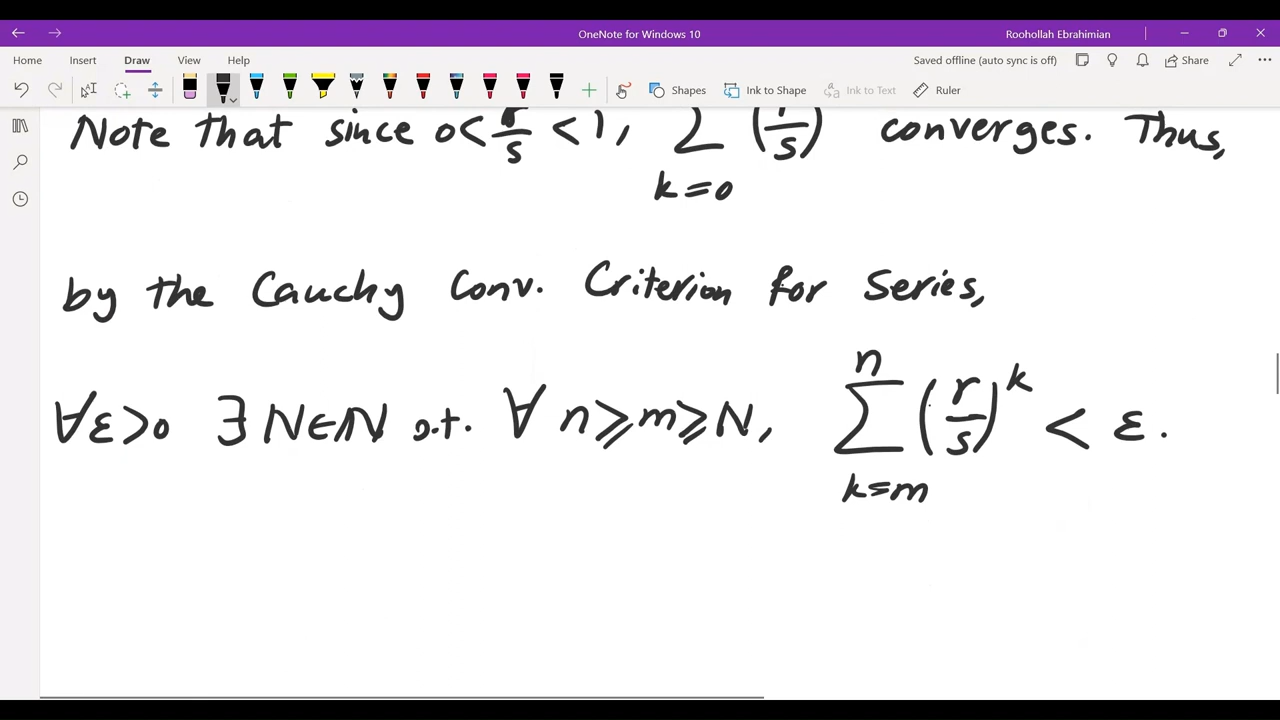 OneNote for Windows 10
Roohollah Ebrahimian
Home Insert Draw View Help
Saved offline (auto sync is off)
Share
Shapes
Ink to Shape
Ink to Text
Ruler
Note that since 0 < r/s < 1, ∑ k=0 (r/s) converges. Thus,
by the Cauchy Conv. Criterion for Series,
∀ε>0 ∃ N∈ℕ s.t. ∀ n⩾m⩾N, ∑_{k=m}^{n} (r/s)^k < ε.